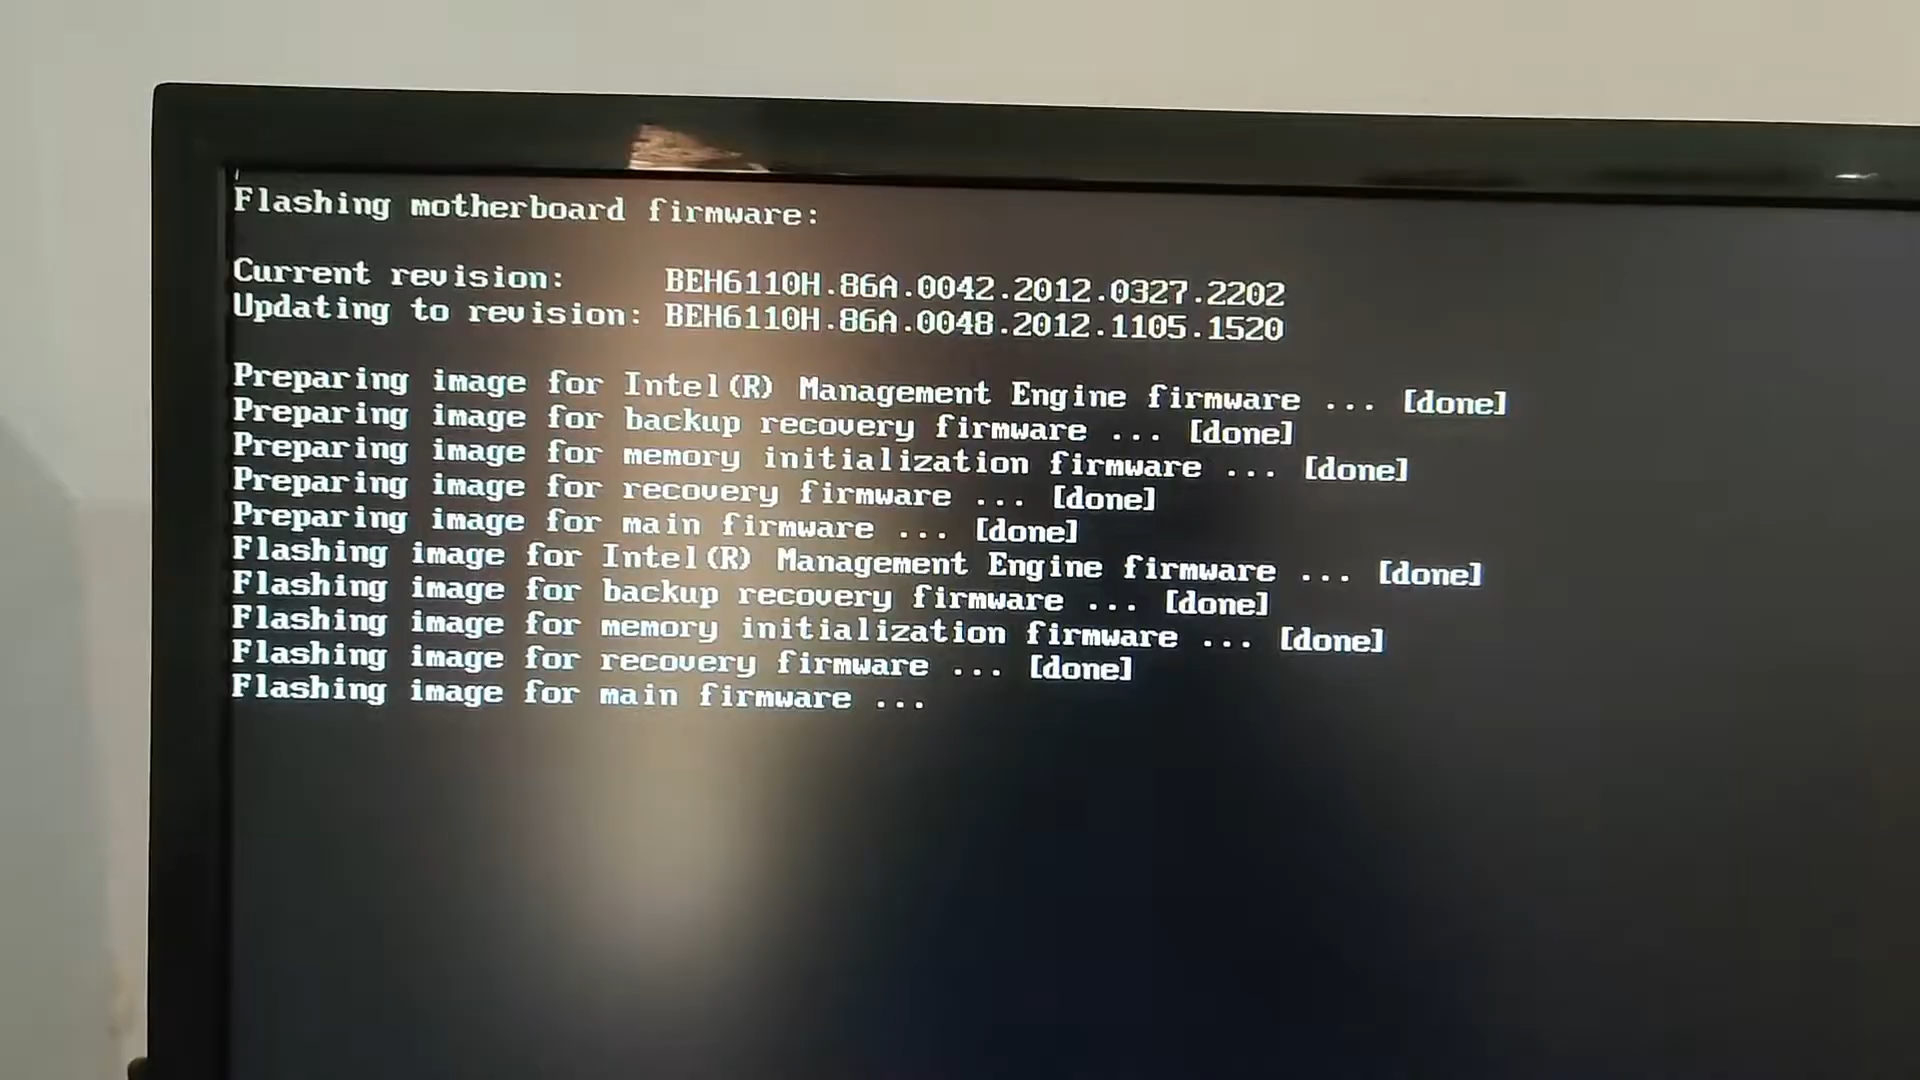 Flashing motherboard firmware:
Current revision: BEH6110H.86A.0042.2012.0327.2202
Updating to revision: BEH6110H.86A.0048.2012.1105.1520
Preparing image for Intel(R) Management Engine firmware ... [done]
Preparing image for backup recovery firmware ... [done]
Preparing image for memory initialization firmware ... [done]
Preparing image for recovery firmware ... [done]
Preparing image for main firmware ... [done]
Flashing image for Intel(R) Management Engine firmware ... [done]
Flashing image for backup recovery firmware ... [done]
Flashing image for memory initialization firmware ... [done]
Flashing image for recovery firmware ... [done]
Flashing image for main firmware ...